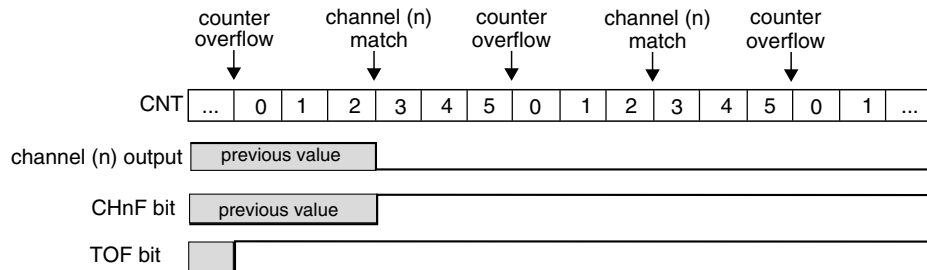 counter overflow
channel (n) match
counter overflow
channel (n) match
counter overflow
CNT ... 0 1 2 3 4 5 0 1 2 3 4 5 0 1 ...
channel (n) output previous value
CHnF bit previous value
TOF bit